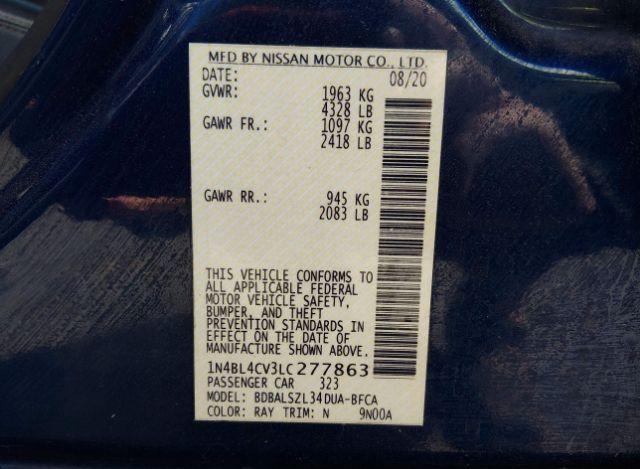 MFD BY NISSAN MOTOR CO., LTD.
DATE: 08/20
GVWR: 1963 KG
4328 LB
GAWR FR.: 1097 KG
2418 LB
GAWR RR.: 945 KG
2083 LB
THIS VEHICLE CONFORMS TO
ALL APPLICABLE FEDERAL
MOTOR VEHICLE SAFETY,
BUMPER, AND THEFT
PREVENTION STANDARDS IN
EFFECT ON THE DATE OF
MANUFACTURE SHOWN ABOVE.
1N4BL4CV3LC277863
PASSENGER CAR 323
MODEL: BDBALSZL34DUA-BFCA
COLOR: RAY TRIM: N 9N00A